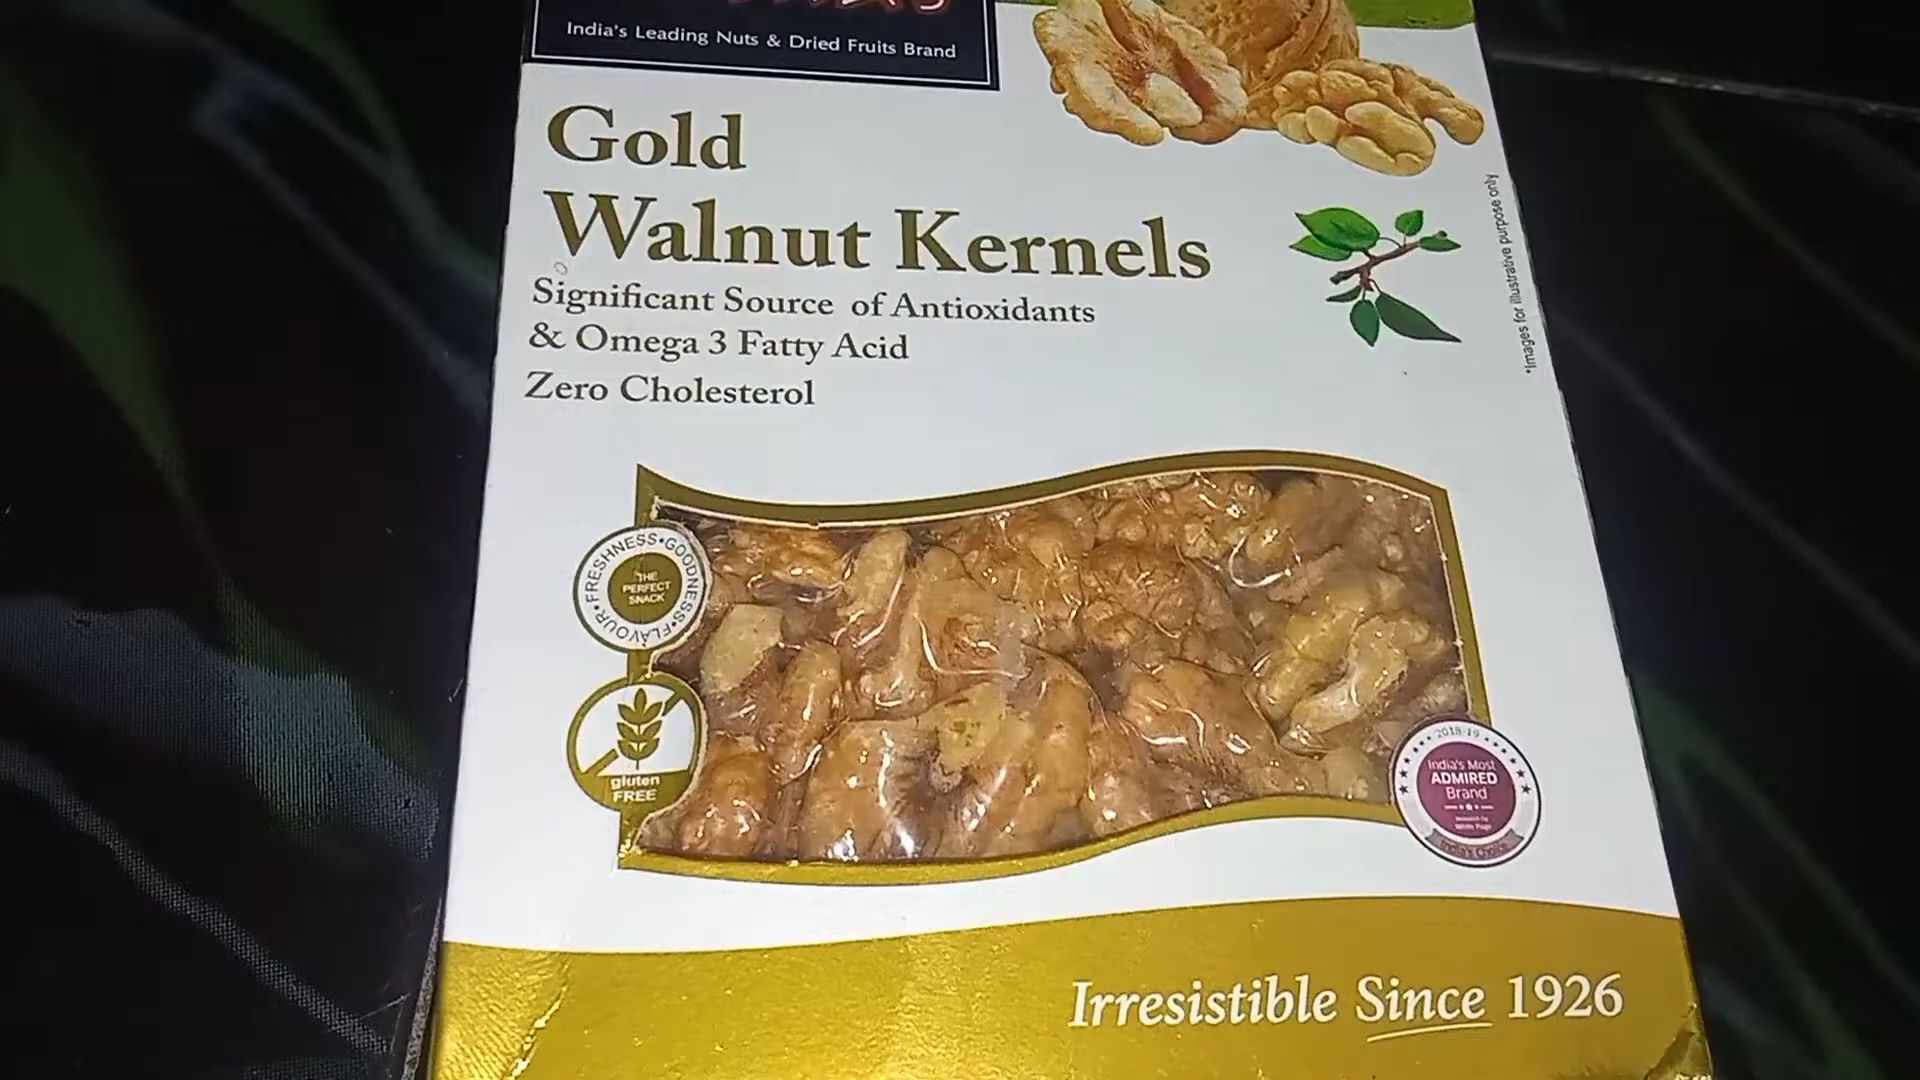 India's Leading Nuts & Dried Fruits Brand
Gold
Walnut Kernels
Significant Source of Antioxidants
& Omega 3 Fatty Acid
Zero Cholesterol
*Images for illustrative purpose only
FRESHNESS • GOODNESS • FLAVOUR •
THE
PERFECT
SNACK
gluten
FREE
2018-19
India's Most
ADMIRED
Brand
Irresistible Since 1926